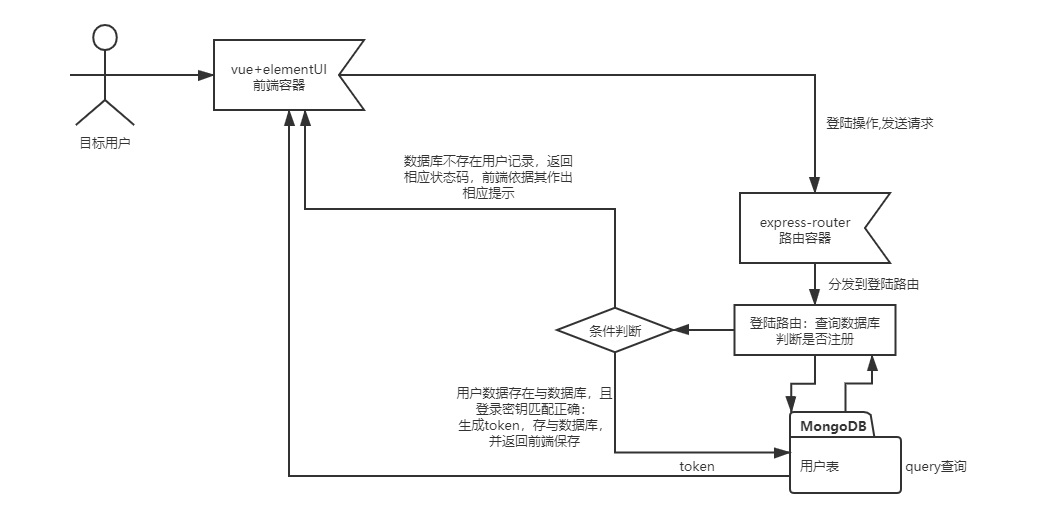 vue+elementUI
前端容器
目标用户
登陆操作,发送请求
数据库不存在用户记录，返回
相应状态码，前端依据其作出
相应提示
express-router
路由容器
分发到登陆路由
登陆路由：查询数据库
判断是否注册
条件判断
用户数据存在与数据库，且
登录密钥匹配正确：
生成token，存与数据库，
并返回前端保存
MongoDB
用户表
query查询
token